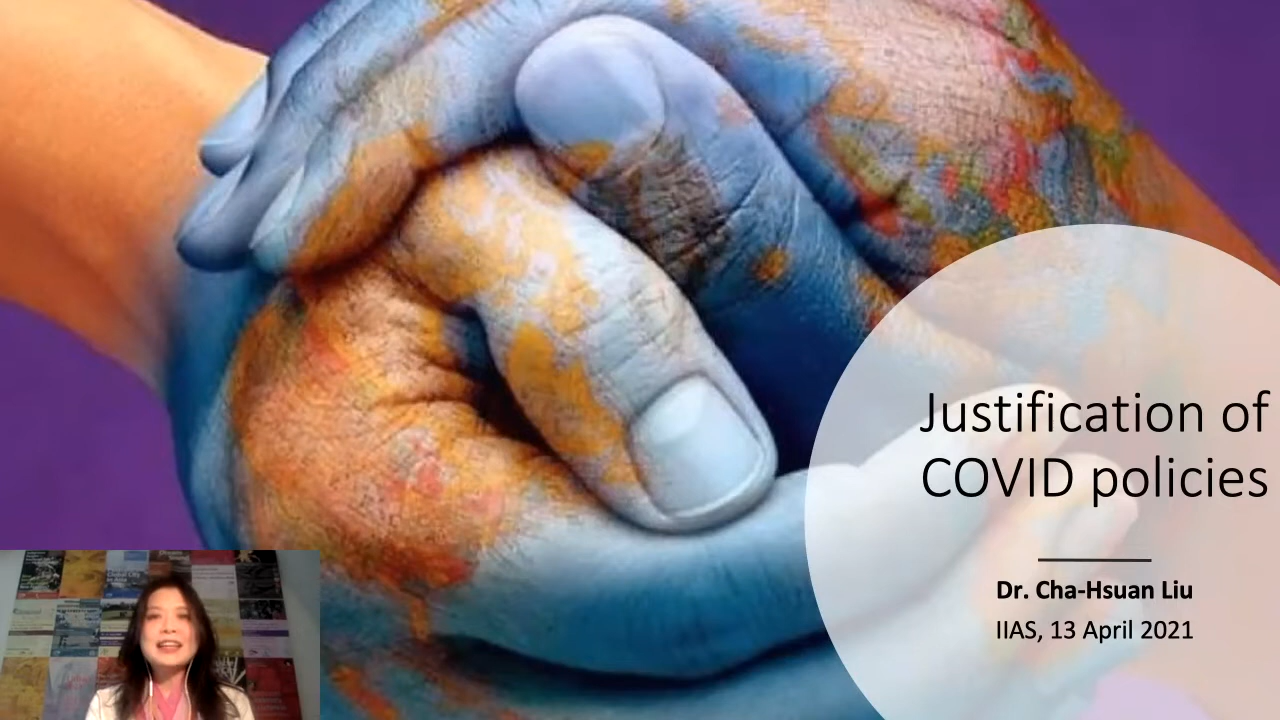 Justification of
COVID policies
Dr. Cha-Hsuan Liu
IIAS, 13 April 2021